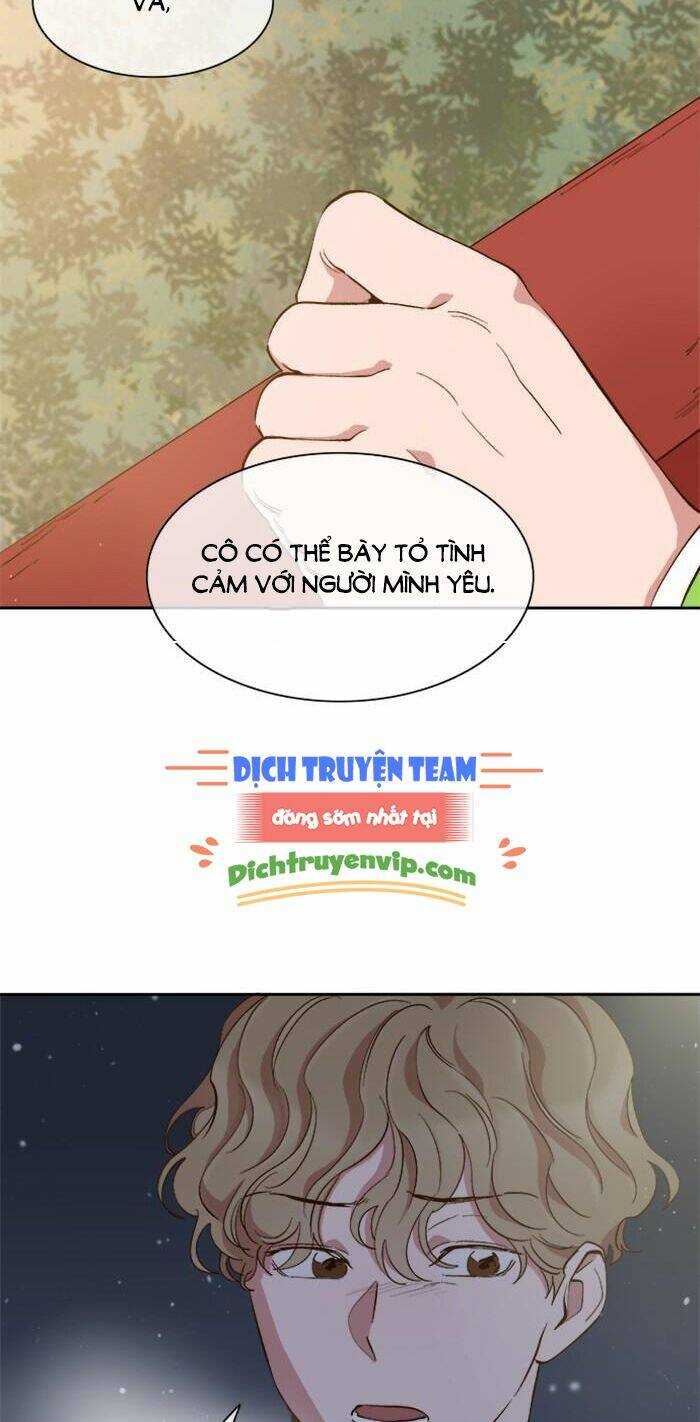 VÀ,
CÔ CÓ THỂ BÀY TỎ TÌNH
CẢM VỚI NGƯỜI MÌNH YÊU.
DỊCH TRUYỆN TEAM
đăng sớm nhất tại
Dichtruyenvip.com